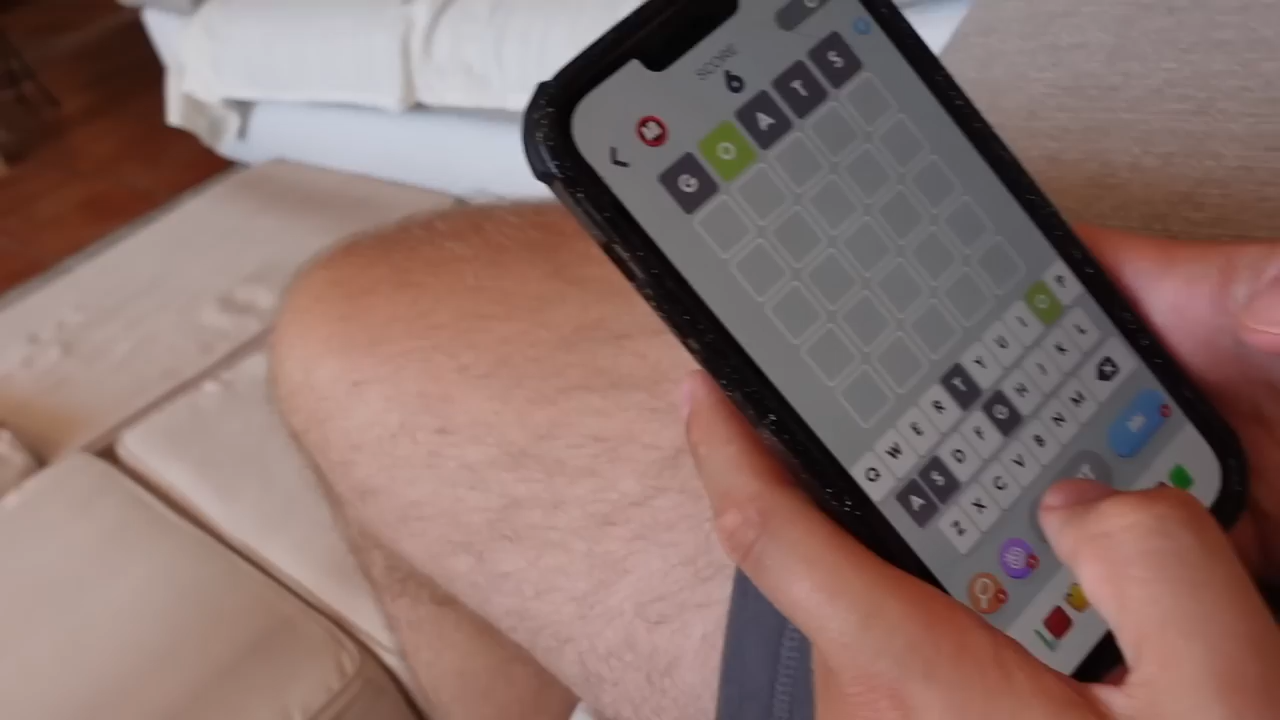 SCORE
6
G O A T S
Q W E R T Y U I O P
A S D F G H J K L
Z X C V B N M